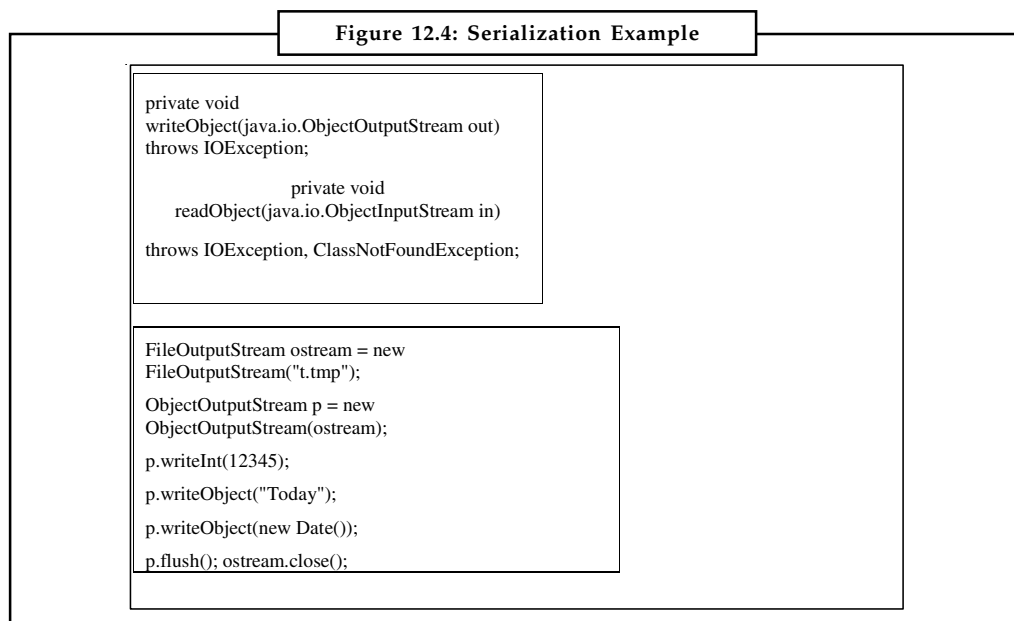 Figure 12.4: Serialization Example
private void
writeObject(java.io.ObjectOutputStream out)
throws IOException;
private void
readObject(java.io.ObjectInputStream in)
throws IOException, ClassNotFoundException;
FileOutputStream ostream = new
FileOutputStream("t.tmp");
ObjectOutputStream p = new
ObjectOutputStream(ostream);
p.writeInt(12345);
p.writeObject("Today");
p.writeObject(new Date());
p.flush(); ostream.close();